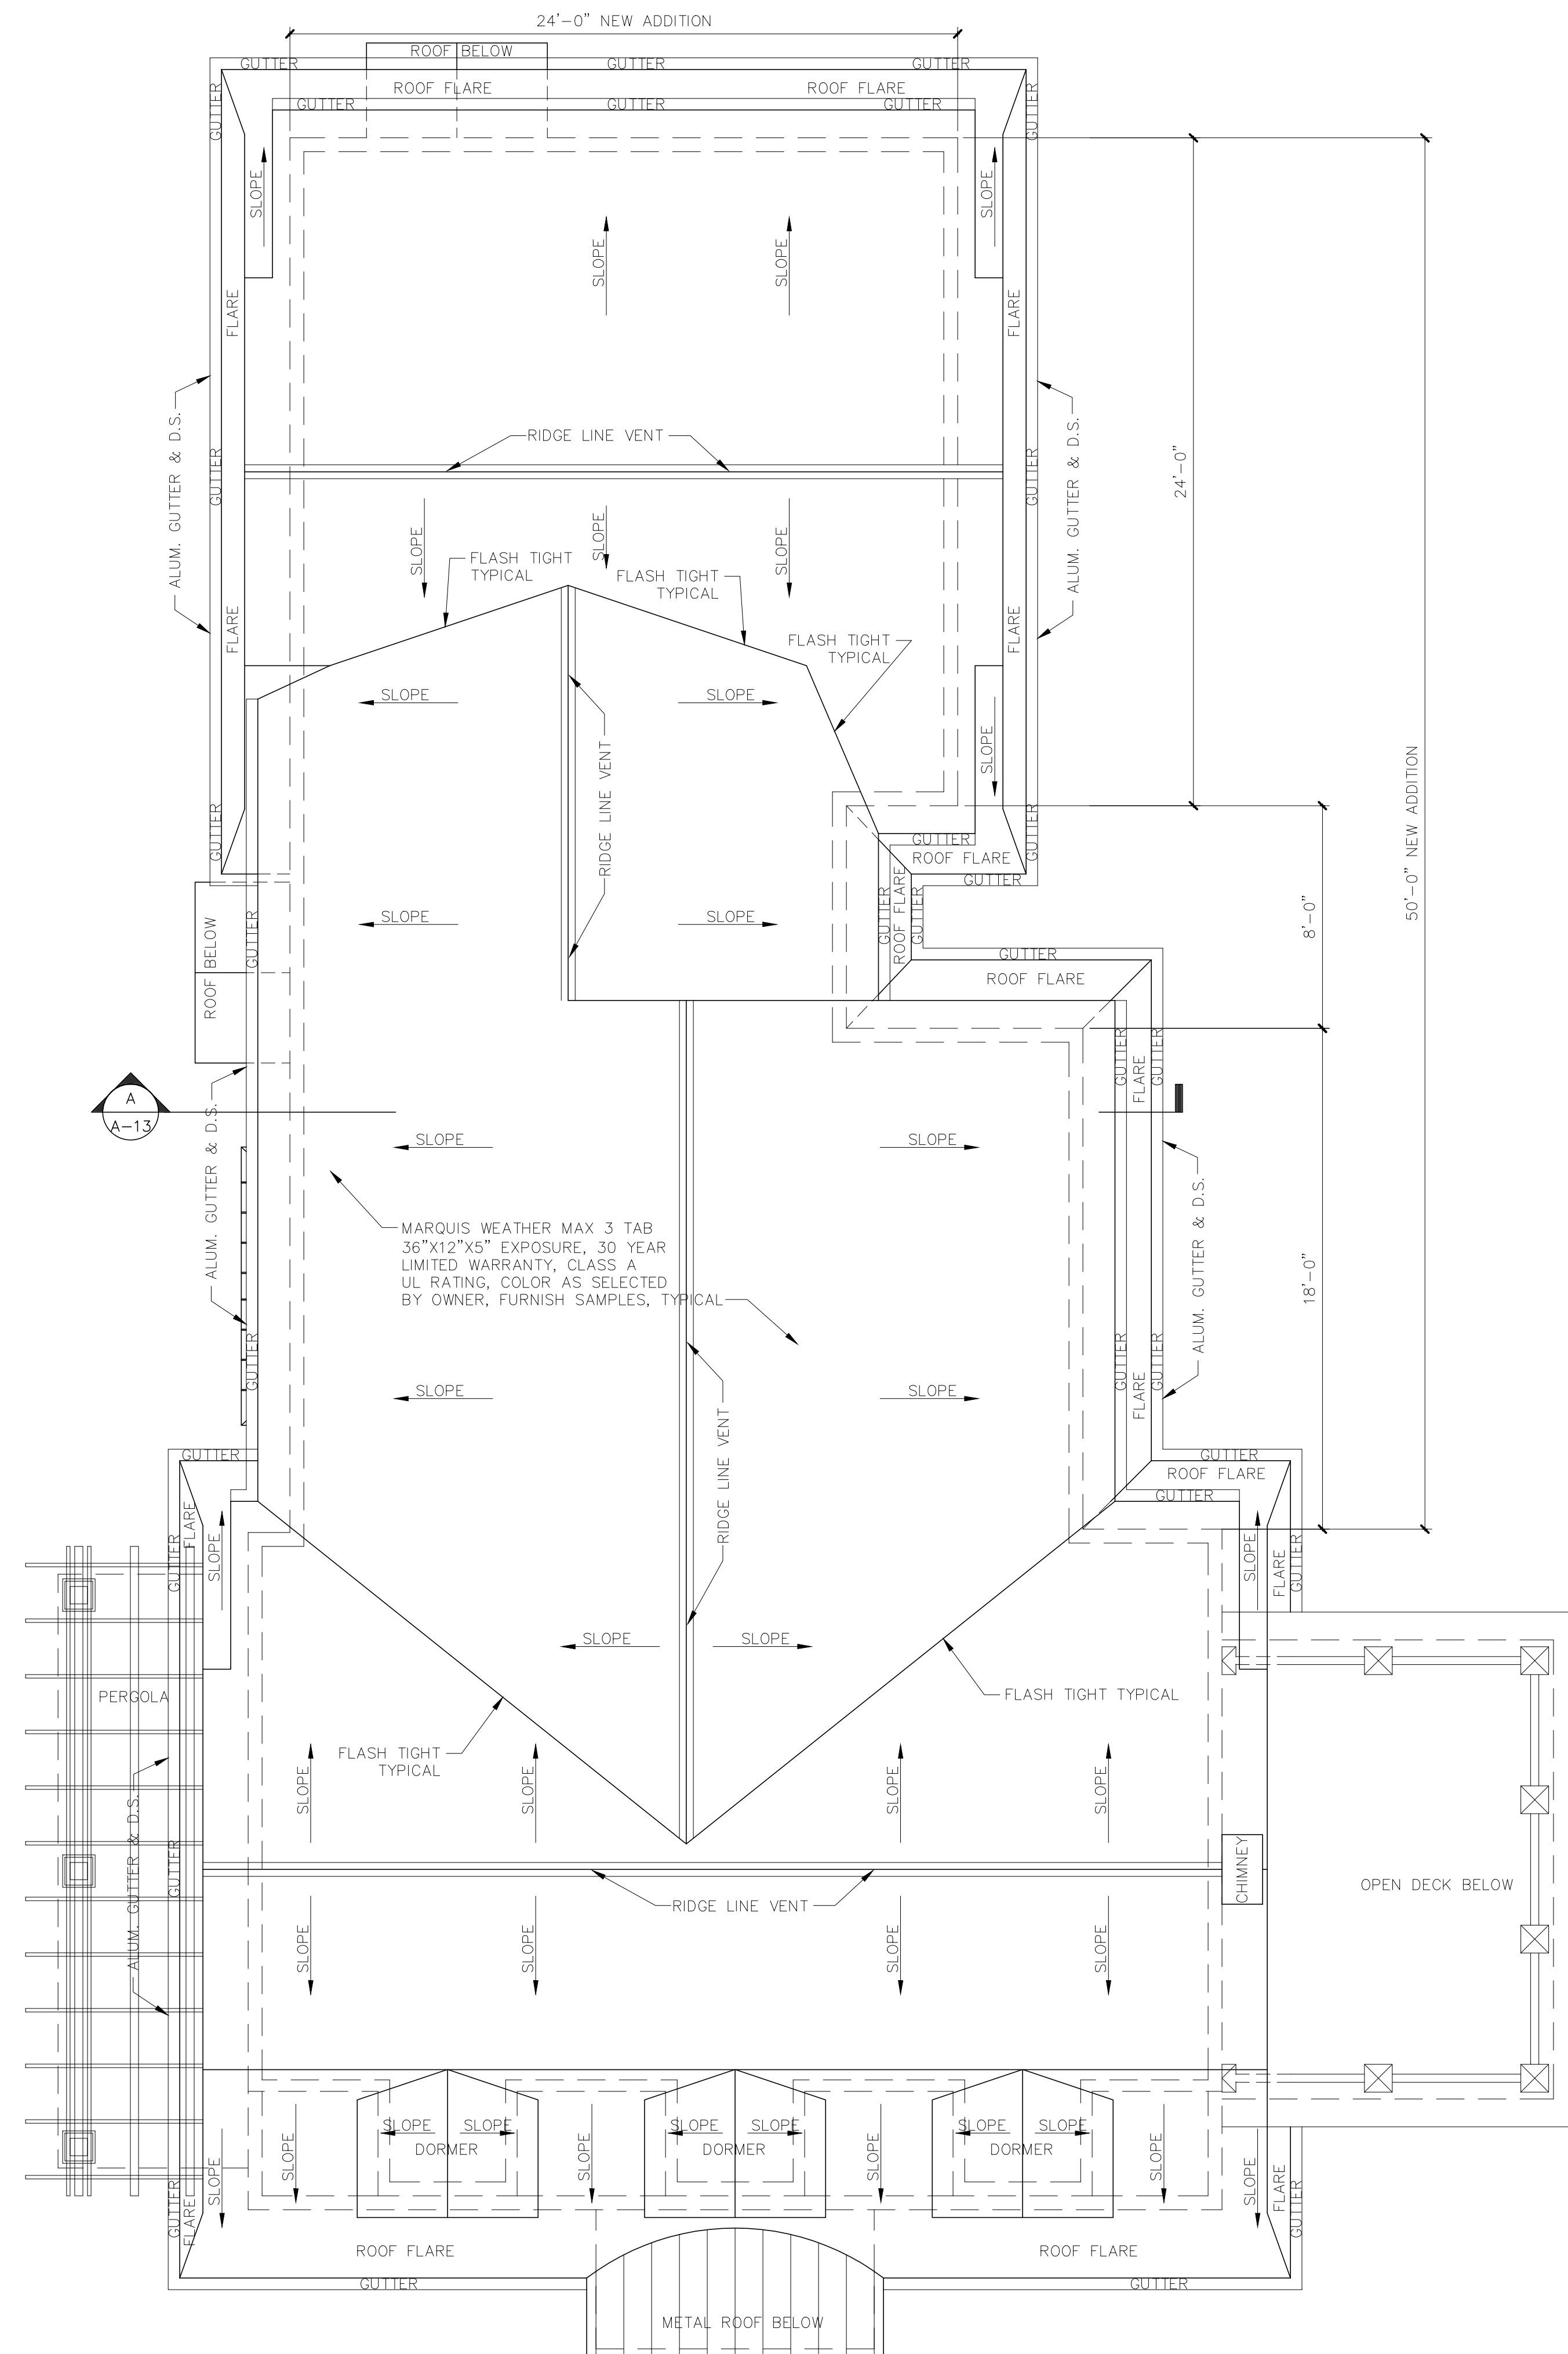 24'-0" NEW ADDITION
ROOF BELOW
GUTTER
GUTTER
GUTTER
ROOF FLARE
ROOF FLARE
GUTTER
GUTTER
GUTTER
GUTTER
GUTTER
SLOPE
SLOPE
SLOPE
SLOPE
FLARE
FLARE
RIDGE LINE VENT
ALUM. GUTTER & D.S.
GUTTER
GUTTER
ALUM. GUTTER & D.S.
24'-0"
SLOPE
SLOPE
SLOPE
FLASH TIGHT
TYPICAL
FLASH TIGHT
TYPICAL
FLASH TIGHT
TYPICAL
FLARE
FLARE
SLOPE
SLOPE
SLOPE
RIDGE LINE VENT
50'-0" NEW ADDITION
GUTTER
GUTTER
GUTTER
ROOF FLARE
GUTTER
SLOPE
SLOPE
GUTTER
ROOF FLARE
GUTTER
8'-0"
ROOF BELOW
GUTTER
GUTTER
ROOF FLARE
GUTTER
FLARE
GUTTER
A
A-13
ALUM. GUTTER & D.S.
SLOPE
SLOPE
MARQUIS WEATHER MAX 3 TAB
36"X12"X5" EXPOSURE, 30 YEAR
LIMITED WARRANTY, CLASS A
UL RATING, COLOR AS SELECTED
BY OWNER, FURNISH SAMPLES, TYPICAL
ALUM. GUTTER & D.S.
18'-0"
GUTTER
SLOPE
SLOPE
GUTTER
FLARE
GUTTER
RIDGE LINE VENT
GUTTER
GUTTER
ROOF FLARE
GUTTER
GUTTER
FLARE
SLOPE
SLOPE
FLARE
GUTTER
SLOPE
SLOPE
PERGOLA
FLASH TIGHT TYPICAL
FLASH TIGHT
TYPICAL
SLOPE
SLOPE
SLOPE
SLOPE
ALUM. GUTTER & D.S.
GUTTER
CHIMNEY
OPEN DECK BELOW
RIDGE LINE VENT
SLOPE
SLOPE
SLOPE
SLOPE
SLOPE
SLOPE
DORMER
SLOPE
SLOPE
DORMER
SLOPE
SLOPE
DORMER
GUTTER
FLARE
SLOPE
SLOPE
SLOPE
SLOPE
SLOPE
SLOPE
FLARE
GUTTER
ROOF FLARE
ROOF FLARE
GUTTER
GUTTER
METAL ROOF BELOW